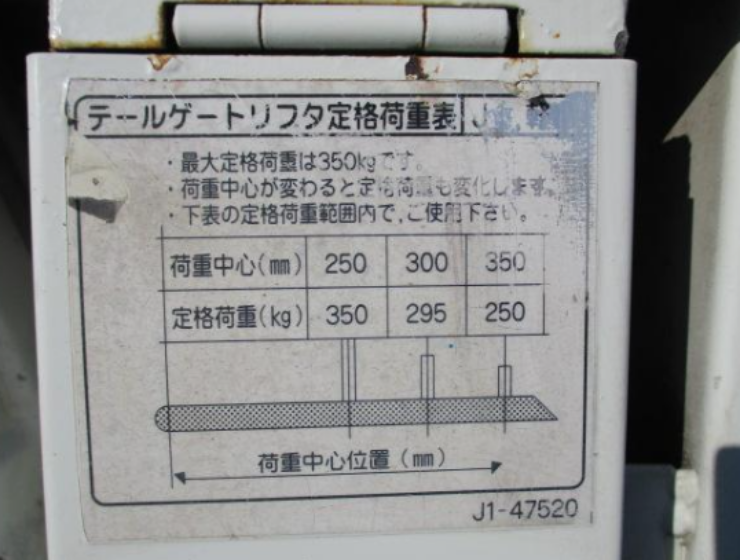 テールゲートリフタ定格荷重表 J
・最大定格荷重は350kgです。
・荷重中心が変わると定格荷重も変化します。
・下表の定格荷重範囲内で、ご使用下さい。
荷重中心(mm) 250 300 350
定格荷重(kg) 350 295 250
荷重中心位置(mm)
J1-47520